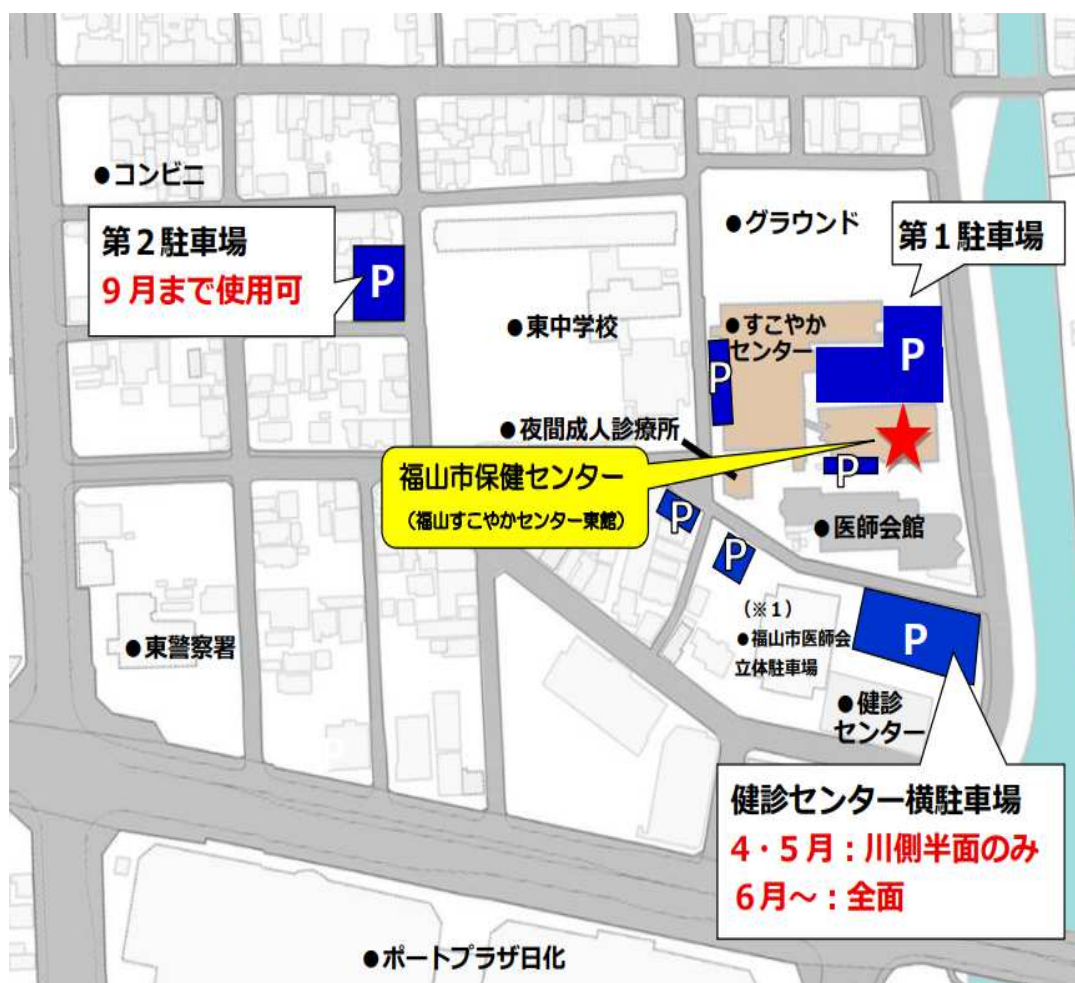 ●コンビニ
第２駐車場
９月まで使用可
P
●グラウンド
第１駐車場
●東中学校
●すこやか
センター
P
P
●夜間成人診療所
福山市保健センター
（福山すこやかセンター東館）
P
P
P
●医師会館
（※１）
●福山市医師会
立体駐車場
P
●東警察署
●健診
センター
健診センター横駐車場
４・５月：川側半面のみ
６月～：全面
●ポートプラザ日化